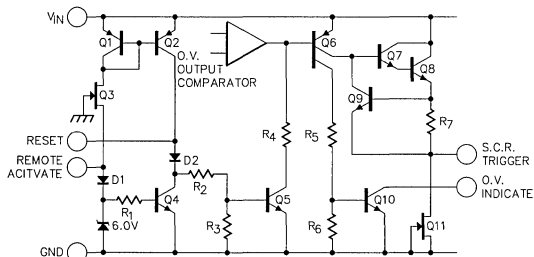 VIN
Q1
Q2
O.V.
OUTPUT
COMPARATOR
Q6
Q7
Q8
Q3
Q9
R7
RESET
REMOTE
ACITVATE
D1
D2
R2
R4
R5
S.C.R.
TRIGGER
O.V.
INDICATE
R1
Q4
6.0V
R3
Q5
R6
Q10
Q11
GND